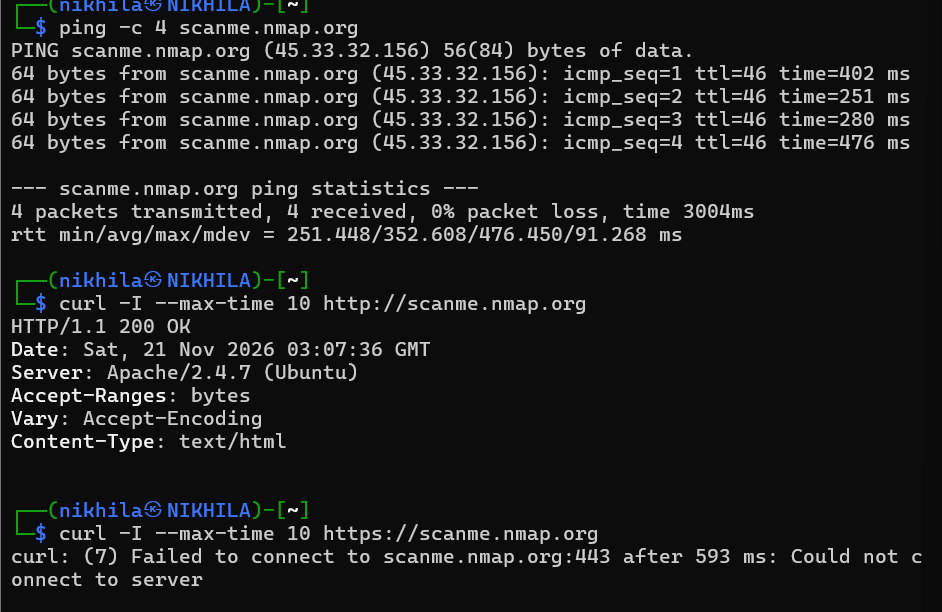 ┌──(nikhila㉿NIKHILA)-[~]
└─$ ping -c 4 scanme.nmap.org
PING scanme.nmap.org (45.33.32.156) 56(84) bytes of data.
64 bytes from scanme.nmap.org (45.33.32.156): icmp_seq=1 ttl=46 time=402 ms
64 bytes from scanme.nmap.org (45.33.32.156): icmp_seq=2 ttl=46 time=251 ms
64 bytes from scanme.nmap.org (45.33.32.156): icmp_seq=3 ttl=46 time=280 ms
64 bytes from scanme.nmap.org (45.33.32.156): icmp_seq=4 ttl=46 time=476 ms
--- scanme.nmap.org ping statistics ---
4 packets transmitted, 4 received, 0% packet loss, time 3004ms
rtt min/avg/max/mdev = 251.448/352.608/476.450/91.268 ms
┌──(nikhila㉿NIKHILA)-[~]
└─$ curl -I --max-time 10 http://scanme.nmap.org
HTTP/1.1 200 OK
Date: Sat, 21 Nov 2026 03:07:36 GMT
Server: Apache/2.4.7 (Ubuntu)
Accept-Ranges: bytes
Vary: Accept-Encoding
Content-Type: text/html
┌──(nikhila㉿NIKHILA)-[~]
└─$ curl -I --max-time 10 https://scanme.nmap.org
curl: (7) Failed to connect to scanme.nmap.org:443 after 593 ms: Could not c
onnect to server